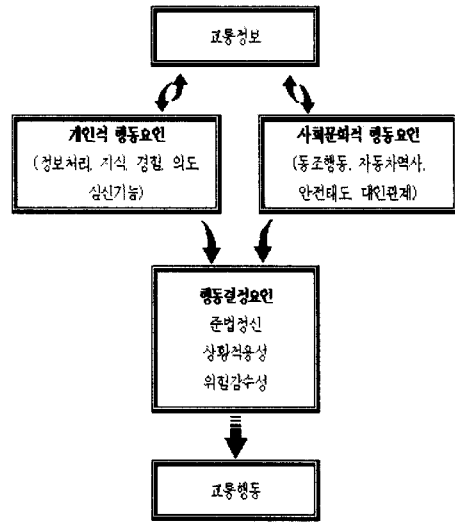 교통정보
개인적 행동요인
(정보처리, 지식, 경험, 의도
심신기능)
사회문화적 행동요인
(동조행동, 자동차역사,
안전태도 대인관계)
행동결정요인
준법정신
상황적응성
위험감수성
교통행동